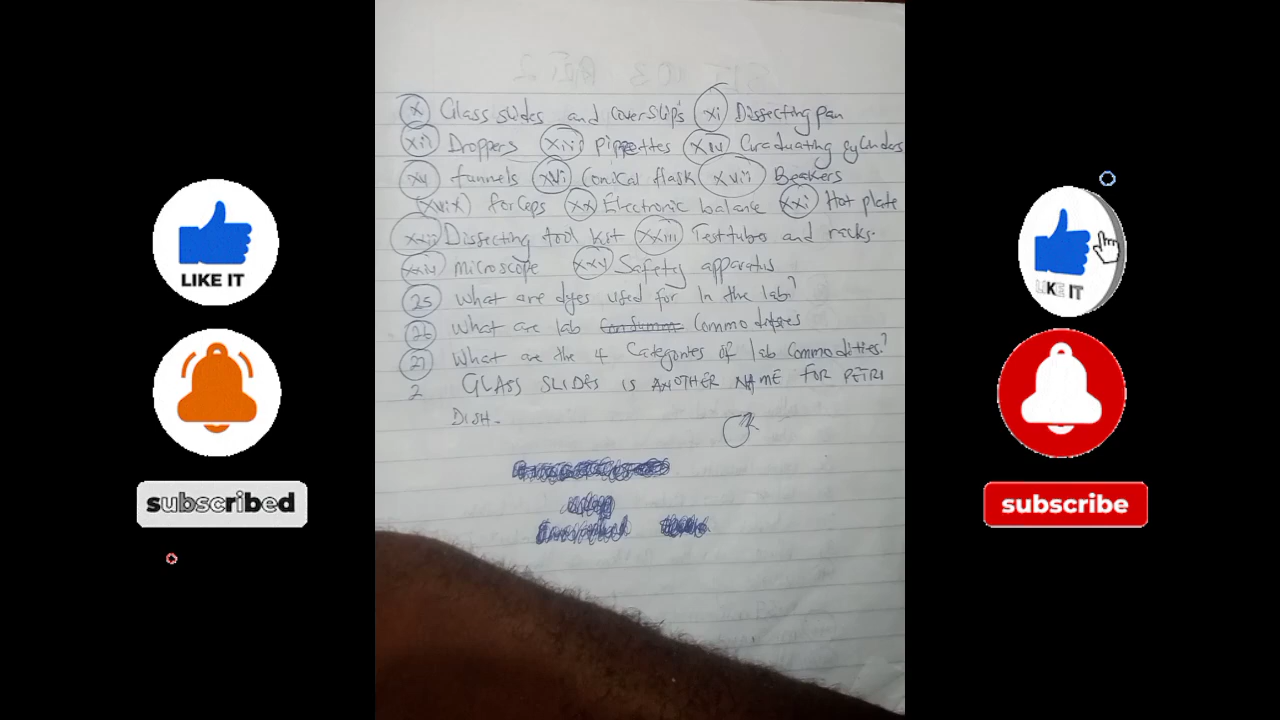 x Glass slides and coverslip's xi Dissecting pan
xii Droppers xiii Pippettes xiv Graduating cylinders
xv funnels xvi Conical flask xvii Beakers
xvix forceps xx Electronic balance xxi Hot plate
xxii Dissecting tool kit xxiii Test tubes and racks.
xxiv microscope xxv Safety apparatus
25 What are dyes used for in the lab?
26 What are lab Commodities
27 What are the 4 Categories of lab Commodities?
2 GLASS SLIDES IS ANOTHER NAME FOR PETRI
DISH.
LIKE IT
LIKE IT
subscribed
subscribe